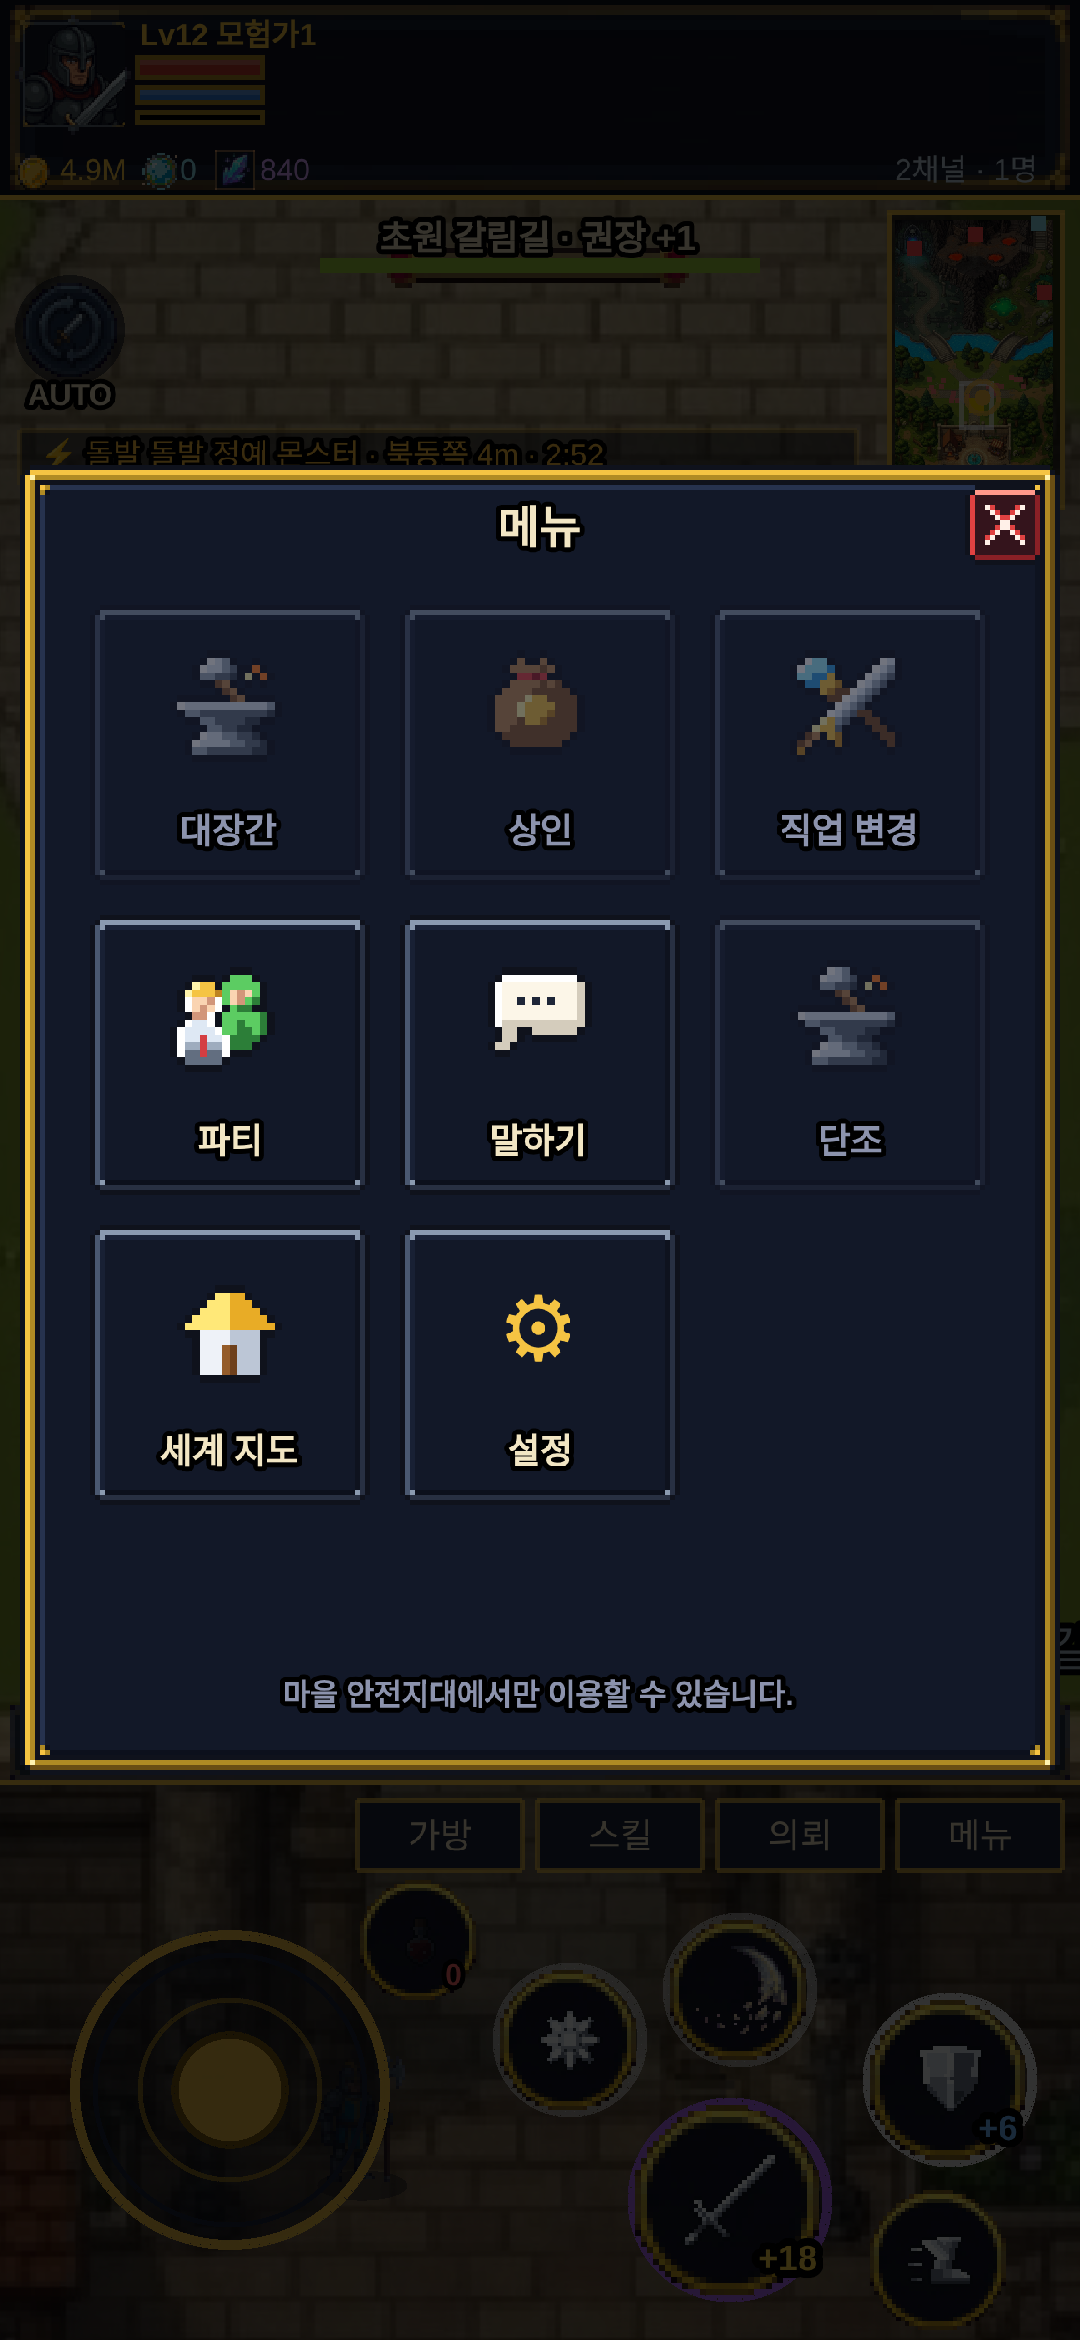 Lv12 모험가1
4.9M 0 840 2채널 · 1명
초원 갈림길 · 권장 +1
AUTO
⚡ 돌발 돌발 정예 몬스터 · 북동쪽 4m · 2:52
메뉴
대장간 상인 직업 변경
파티 말하기 단조
세계 지도 설정
마을 안전지대에서만 이용할 수 있습니다.
가방 스킬 의뢰 메뉴
0
+6
+18